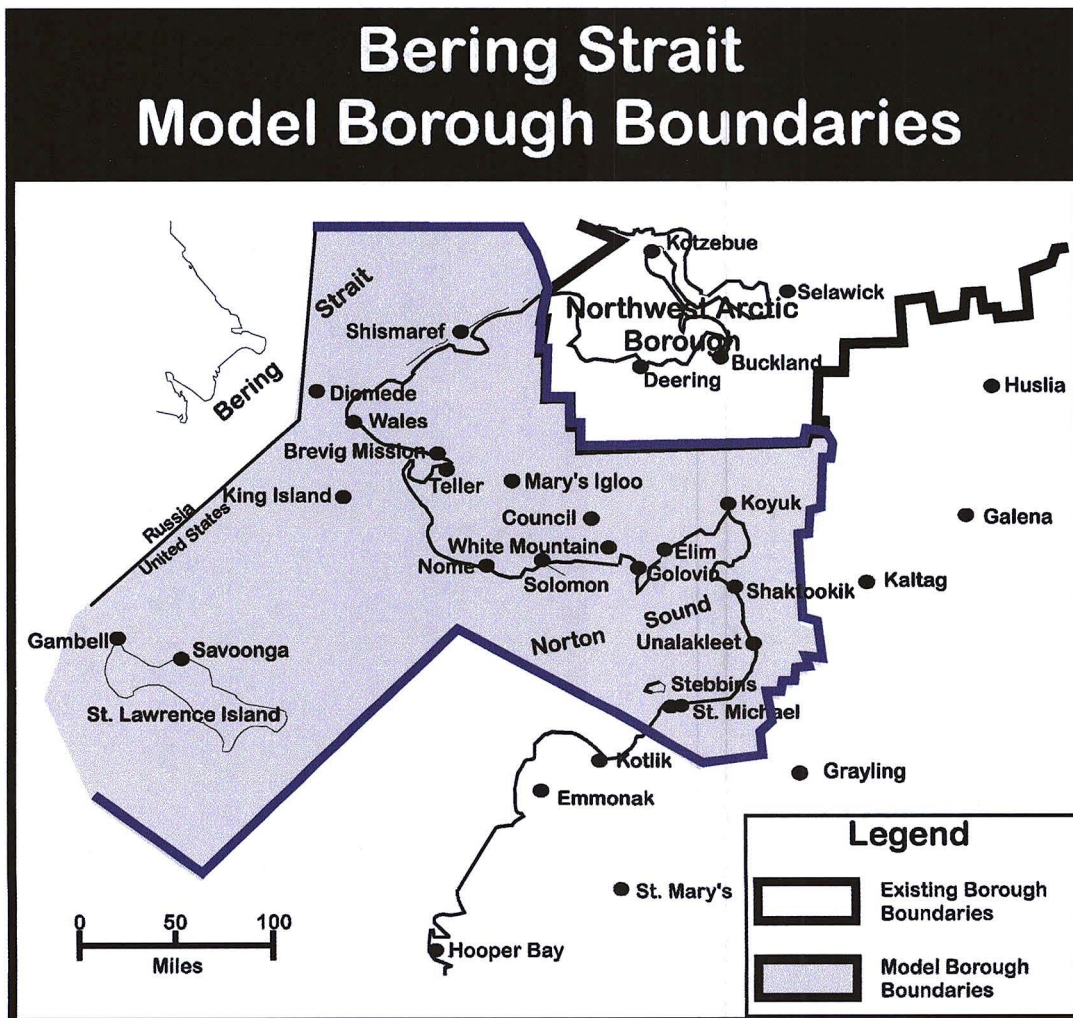 Bering Strait
Model Borough Boundaries
Kotzebue
Selawick
Strait
Northwest Arctic
Borough
Shismaref
Buckland
Deering
Huslia
Diomede
Bering
Wales
Brevig Mission
Teller
Mary's Igloo
King Island
Koyuk
Council
Galena
Russia
United States
White Mountain
Elim
Nome
Solomon
Golovin
Kaltag
Shaktookik
Sound
Norton
Unalakleet
Gambell
Savoonga
Stebbins
St. Lawrence Island
St. Michael
Kotlik
Grayling
Emmonak
Legend
St. Mary's
Existing Borough
Boundaries
0 50 100
Miles
Hooper Bay
Model Borough
Boundaries